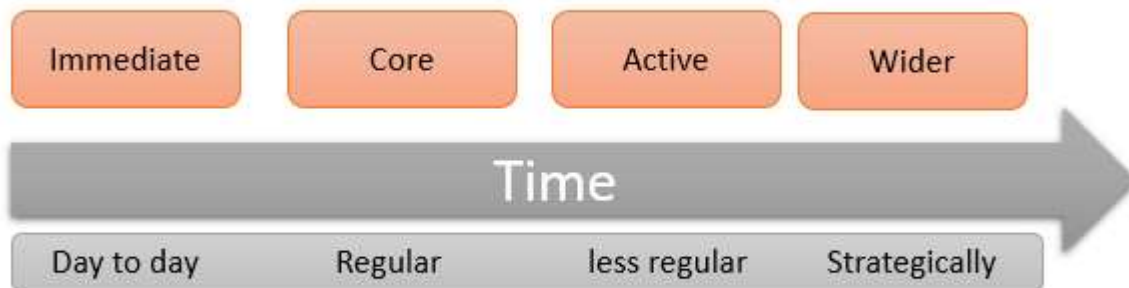 Immediate Core Active Wider
Time
Day to day Regular less regular Strategically